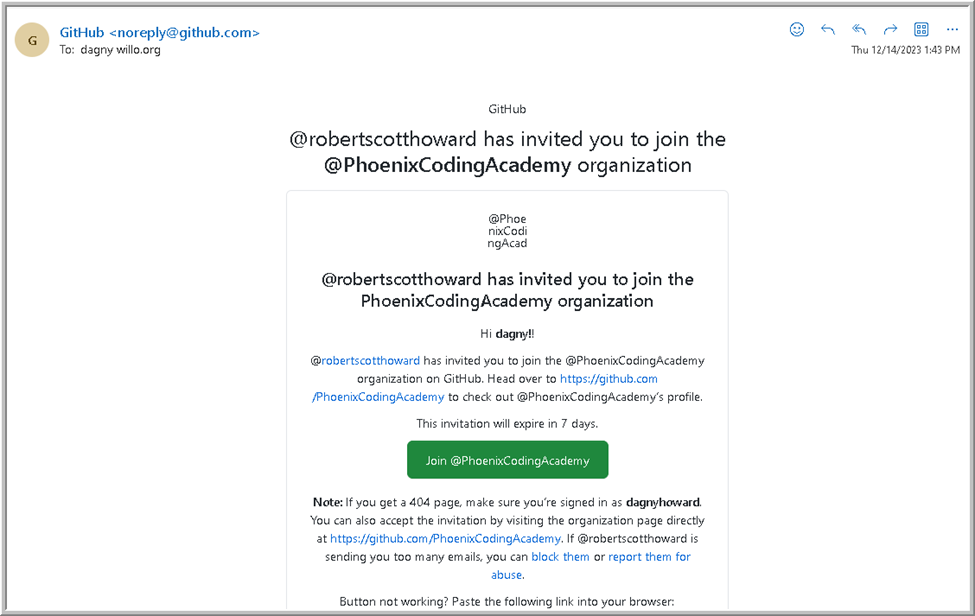 G
GitHub <noreply@github.com>
To: dagny willo.org
Thu 12/14/2023 1:43 PM
GitHub
@robertscotthoward has invited you to join the
@PhoenixCodingAcademy organization
@Phoe
nixCodi
ngAcad
@robertscotthoward has invited you to join the
PhoenixCodingAcademy organization
Hi dagny!!
@robertscotthoward has invited you to join the @PhoenixCodingAcademy
organization on GitHub. Head over to https://github.com
/PhoenixCodingAcademy to check out @PhoenixCodingAcademy's profile.
This invitation will expire in 7 days.
Join @PhoenixCodingAcademy
Note: If you get a 404 page, make sure you're signed in as dagnyhoward.
You can also accept the invitation by visiting the organization page directly
at https://github.com/PhoenixCodingAcademy. If @robertscotthoward is
sending you too many emails, you can block them or report them for
abuse.
Button not working? Paste the following link into your browser: